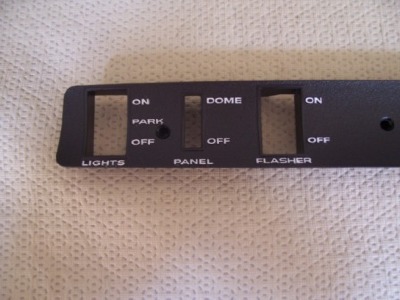 ON DOME ON
PARK
OFF OFF OFF
LIGHTS PANEL FLASHER